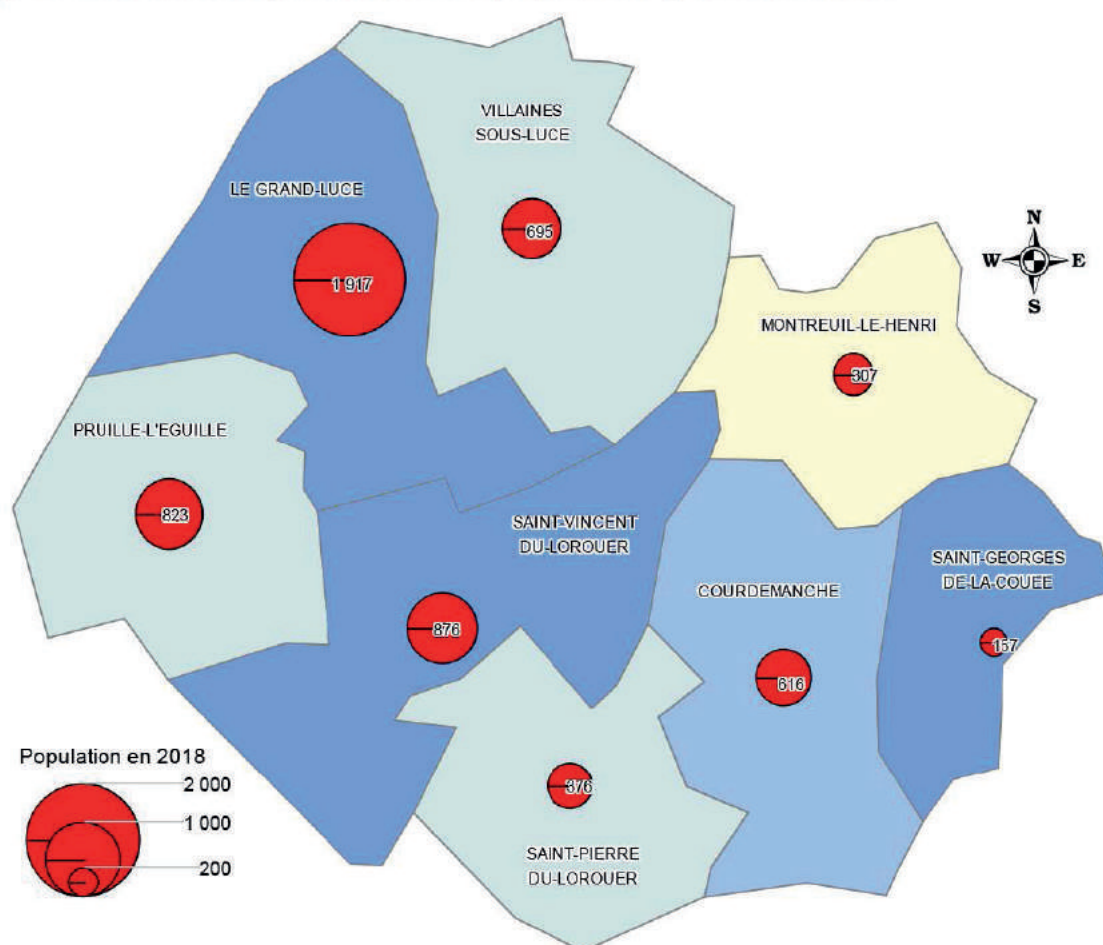 VILLAINES
SOUS-LUCE
695
LE GRAND-LUCE
1 917
N
W E
S
MONTREUIL-LE-HENRI
307
PRUILLE-L'EGUILLE
823
SAINT-VINCENT
DU-LOROUER
876
COURDEMANCHE
616
SAINT-GEORGES
DE-LA-COUEE
157
SAINT-PIERRE
DU-LOROUER
376
Population en 2018
2 000
1 000
200